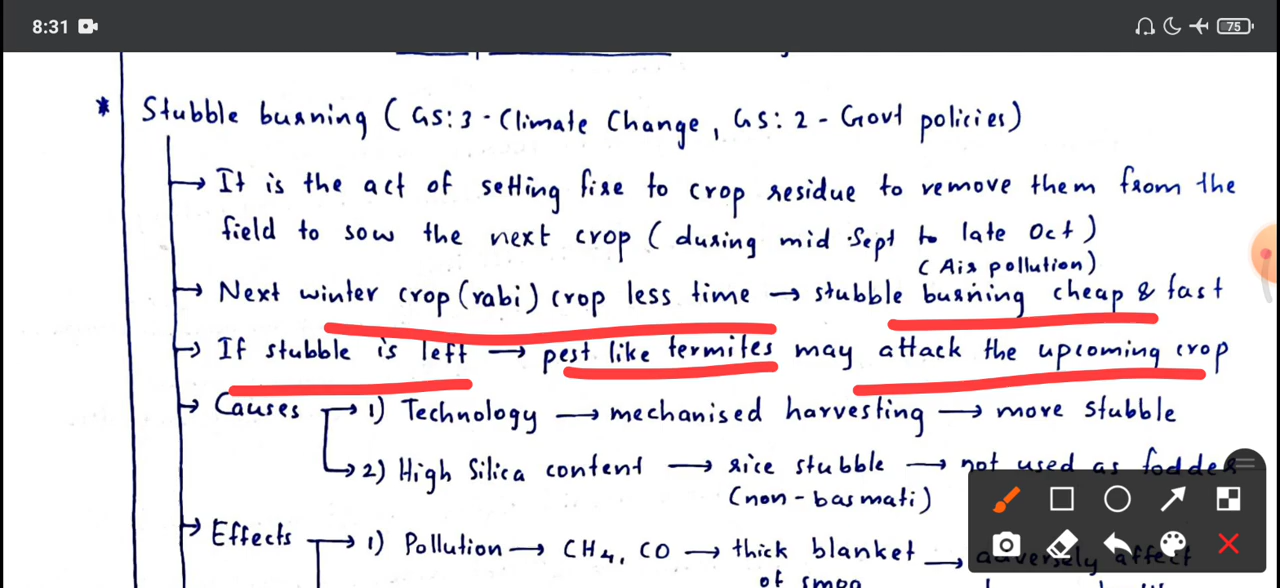 8:31
75
* Stubble burning (GS:3 - Climate Change, GS: 2 - Govt policies)
→ It is the act of setting fire to crop residue to remove them from the
field to sow the next crop (during mid-Sept to late Oct)
(Air pollution)
→ Next winter crop (rabi) crop less time → stubble burning cheap & fast
→ If stubble is left → pest like termites may attack the upcoming crop
→ Causes → 1) Technology → mechanised harvesting → more stubble
→ 2) High Silica content → rice stubble → not used as fodder
(non-basmati)
→ Effects → 1) Pollution → CH4, CO → thick blanket → adversely affect
of smog